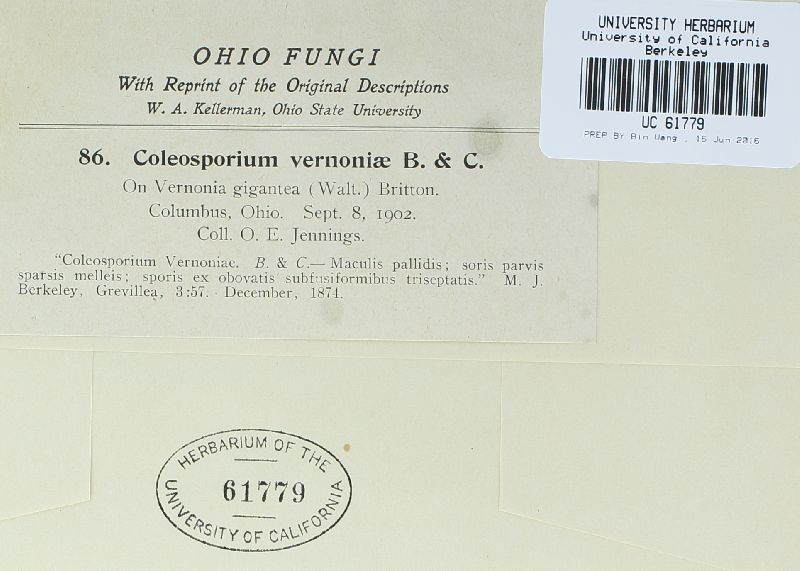 OHIO FUNGI
With Reprint of the Original Descriptions
W. A. Kellerman, Ohio State University
86. Coleosporium vernoniæ B. & C.
On Vernonia gigantea (Walt.) Britton.
Columbus, Ohio. Sept. 8, 1902.
Coll. O. E. Jennings.
"Coleosporium Vernoniae. B. & C.— Maculis pallidis; soris parvis
sparsis melleis; sporis ex obovatis subfusiformibus triseptatis." M. J.
Berkeley, Grevillea, 3:57. December, 1874.
UNIVERSITY HERBARIUM
University of California
Berkeley
UC 61779
PREP BY Bin Wang , 15 Jun 2016
HERBARIUM OF THE
61779
UNIVERSITY OF CALIFORNIA